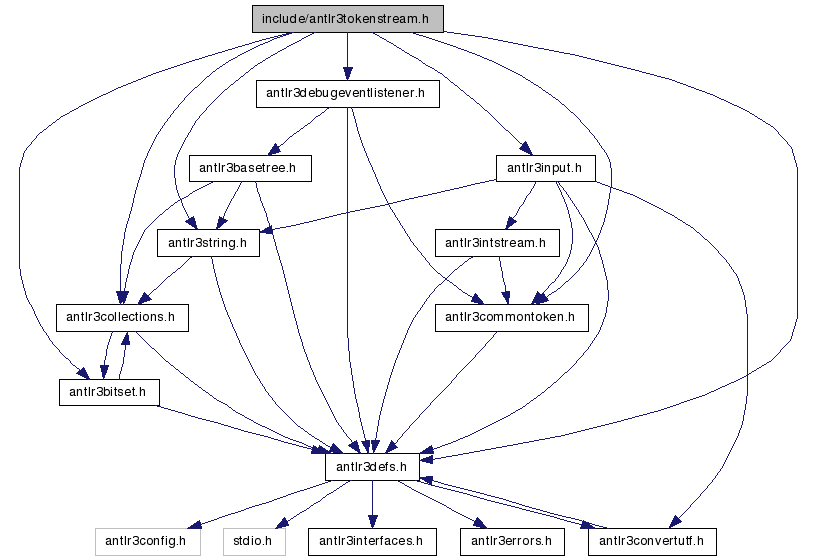 include/antlr3tokenstream.h
antlr3debugeventlistener.h
antlr3basetree.h
antlr3input.h
antlr3string.h
antlr3intstream.h
antlr3collections.h
antlr3commontoken.h
antlr3bitset.h
antlr3defs.h
antlr3config.h
stdio.h
antlr3interfaces.h
antlr3errors.h
antlr3convertutf.h